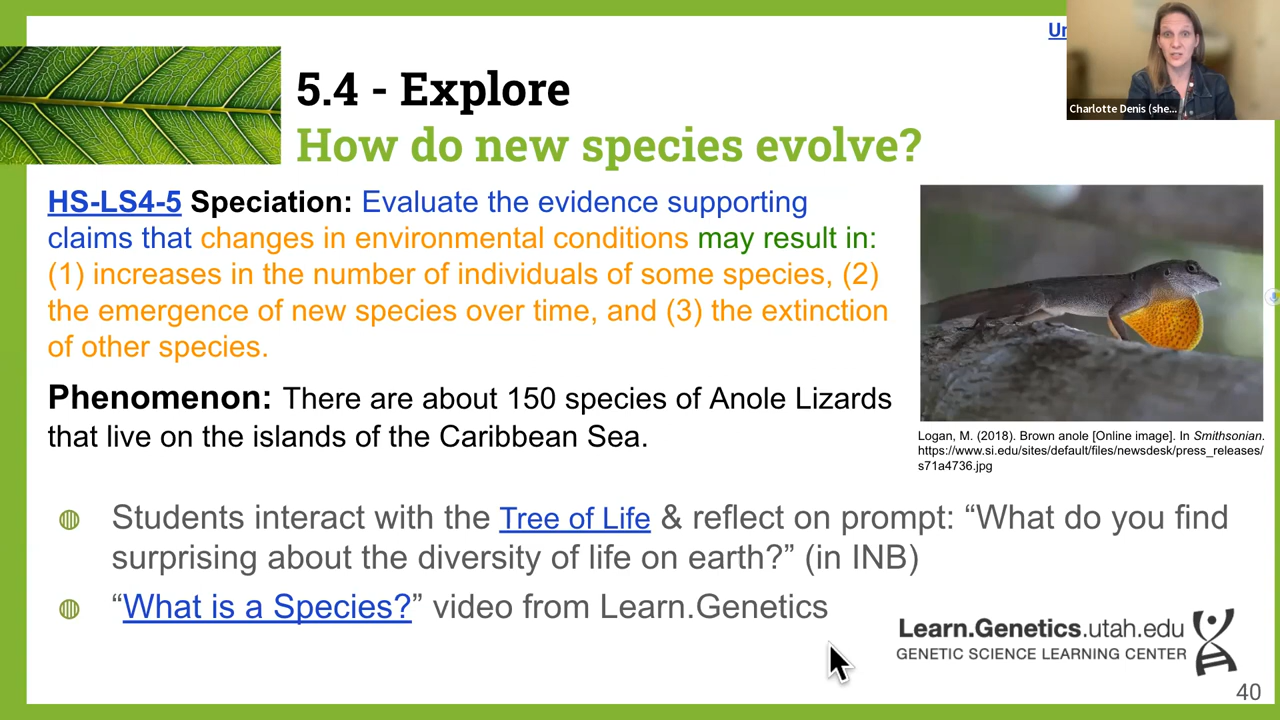 Ur
5.4 - Explore
How do new species evolve?
Charlotte Denis (she...
HS-LS4-5 Speciation: Evaluate the evidence supporting
claims that changes in environmental conditions may result in:
(1) increases in the number of individuals of some species, (2)
the emergence of new species over time, and (3) the extinction
of other species.
Phenomenon: There are about 150 species of Anole Lizards
that live on the islands of the Caribbean Sea.
Logan, M. (2018). Brown anole [Online image]. In Smithsonian.
https://www.si.edu/sites/default/files/newsdesk/press_releases/
s71a4736.jpg
Students interact with the Tree of Life & reflect on prompt: “What do you find
surprising about the diversity of life on earth?” (in INB)
“What is a Species?” video from Learn.Genetics
Learn.Genetics.utah.edu
GENETIC SCIENCE LEARNING CENTER
40